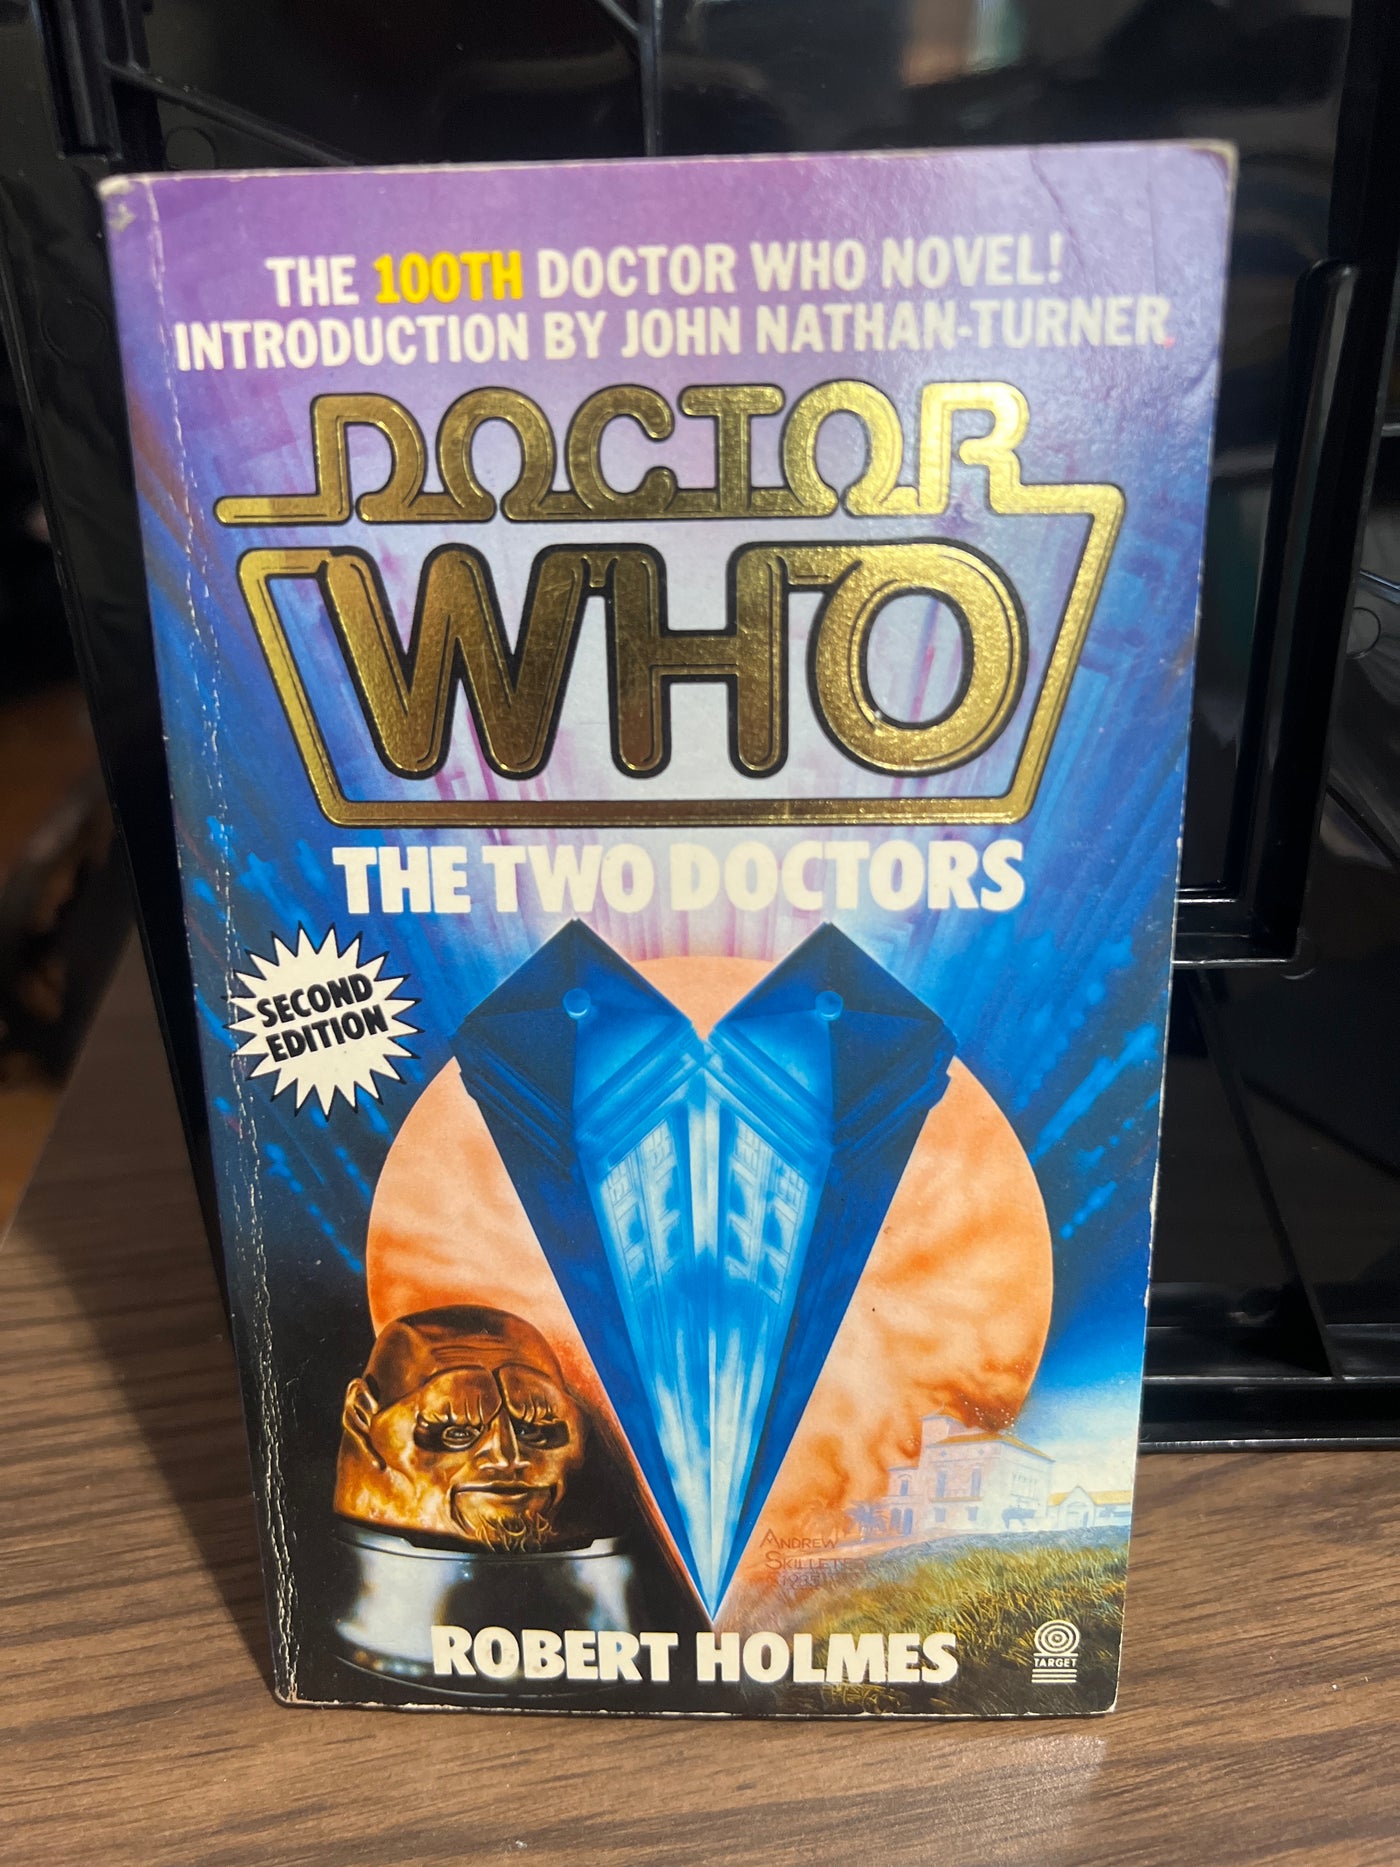 THE 100TH DOCTOR WHO NOVEL!
INTRODUCTION BY JOHN NATHAN-TURNER
DOCTOR
WHO
THE TWO DOCTORS
SECOND
EDITION
ANDREW
ROBERT HOLMES
TARGET